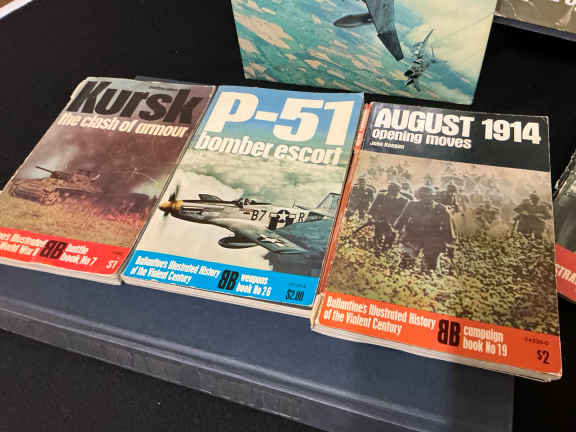 Kursk
the clash of armour
Ballantine's Illustrated
World War II
BB
battle
book No 7
$1
P-51
bomber escort
B7
R
Ballantine's Illustrated History
of the Violent Century
BB
weapons
book No 26
$2.00
AUGUST 1914
opening moves
John Keegan
Ballantine's Illustrated History
of the Violent Century
BB
campaign
book No 19
$2